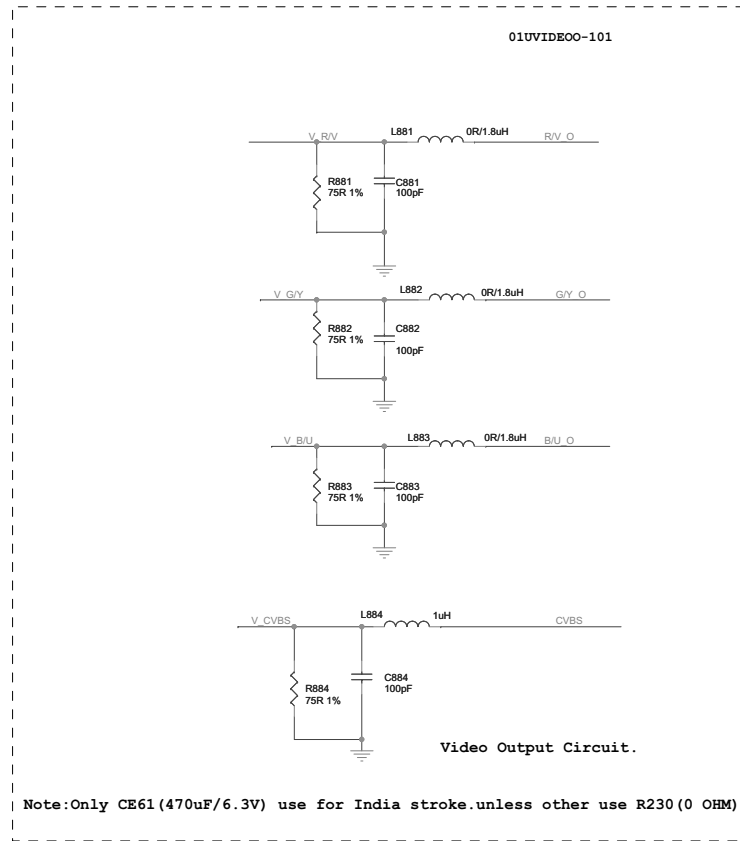 01UVIDEOO-101
V_R/V L881 0R/1.8uH R/V_O
R881 C881
75R 1% 100pF
V_G/Y L882 0R/1.8uH G/Y_O
R882 C882
75R 1% 100pF
V_B/U L883 0R/1.8uH B/U_O
R883 C883
75R 1% 100pF
V_CVBS L884 1uH CVBS
R884 C884
75R 1% 100pF
Video Output Circuit.
Note:Only CE61(470uF/6.3V) use for India stroke.unless other use R230(0 OHM)